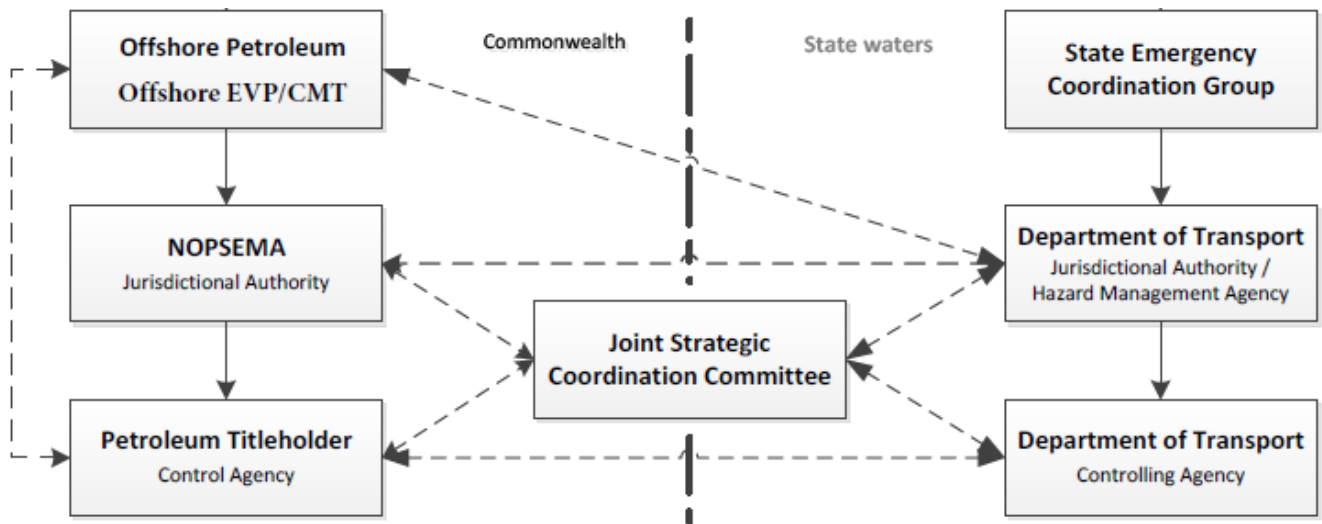 Offshore Petroleum
Offshore EVP/CMT
Commonwealth
State waters
State Emergency
Coordination Group
NOPSEMA
Jurisdictional Authority
Department of Transport
Jurisdictional Authority /
Hazard Management Agency
Joint Strategic
Coordination Committee
Petroleum Titleholder
Control Agency
Department of Transport
Controlling Agency